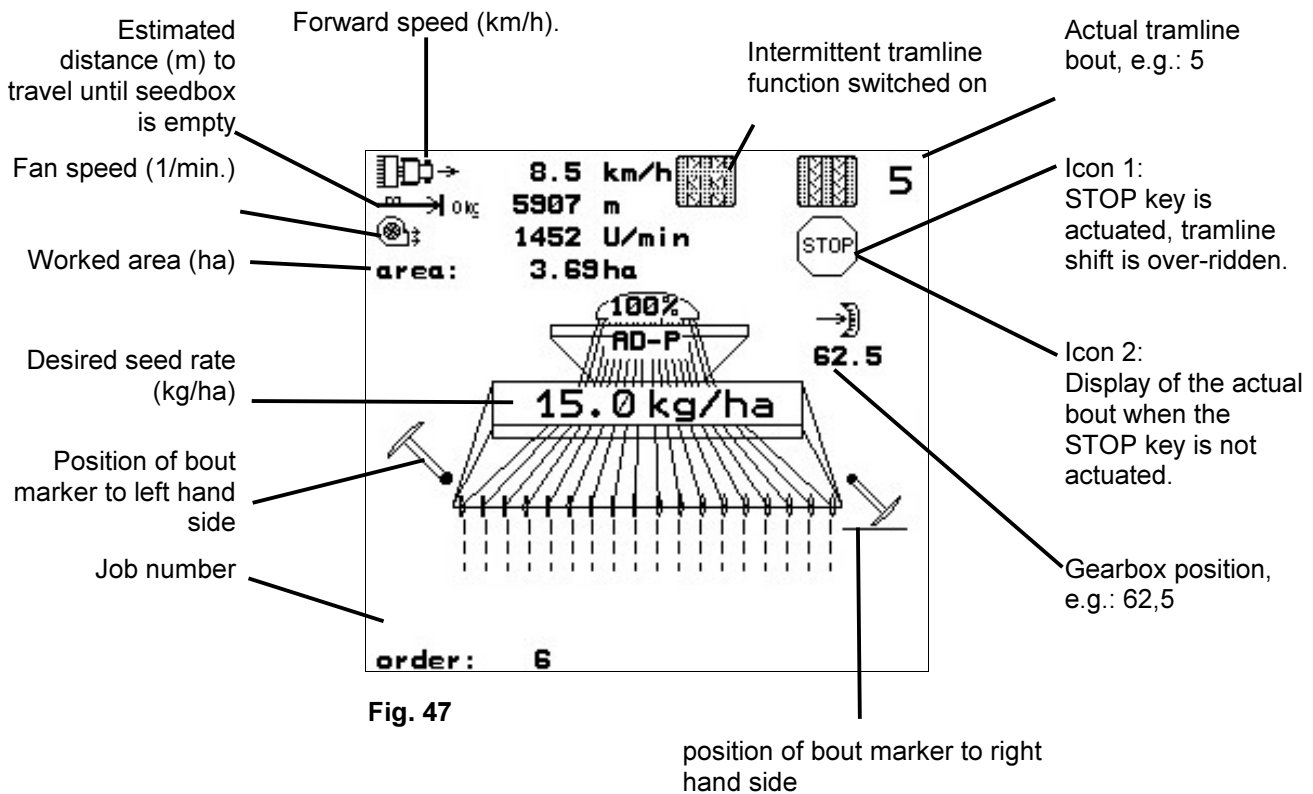 Estimated
distance (m) to
travel until seedbox
is empty
Fan speed (1/min.)
Worked area (ha)
Desired seed rate
(kg/ha)
Position of bout
marker to left hand
side
Job number
Forward speed (km/h).
Intermittent tramline
function switched on
Actual tramline
bout, e.g.: 5
Icon 1:
STOP key is
actuated, tramline
shift is over-ridden.
Icon 2:
Display of the actual
bout when the
STOP key is not
actuated.
Gearbox position,
e.g.: 62,5
8.5 km/h
5
0 kg 5907 m
1452 U/min
STOP
area: 3.69ha
100%
AD-P
62.5
15.0 kg/ha
order: 6
Fig. 47
position of bout marker to right
hand side